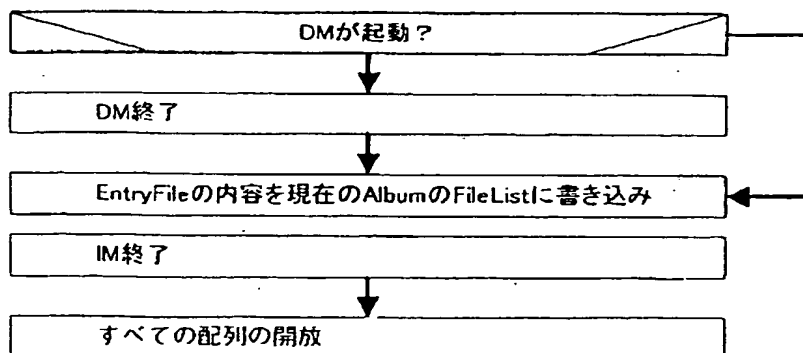 DMが起動？
DM終了
EntryFileの内容を現在のAlbumのFileListに書き込み
IM終了
すべての配列の開放